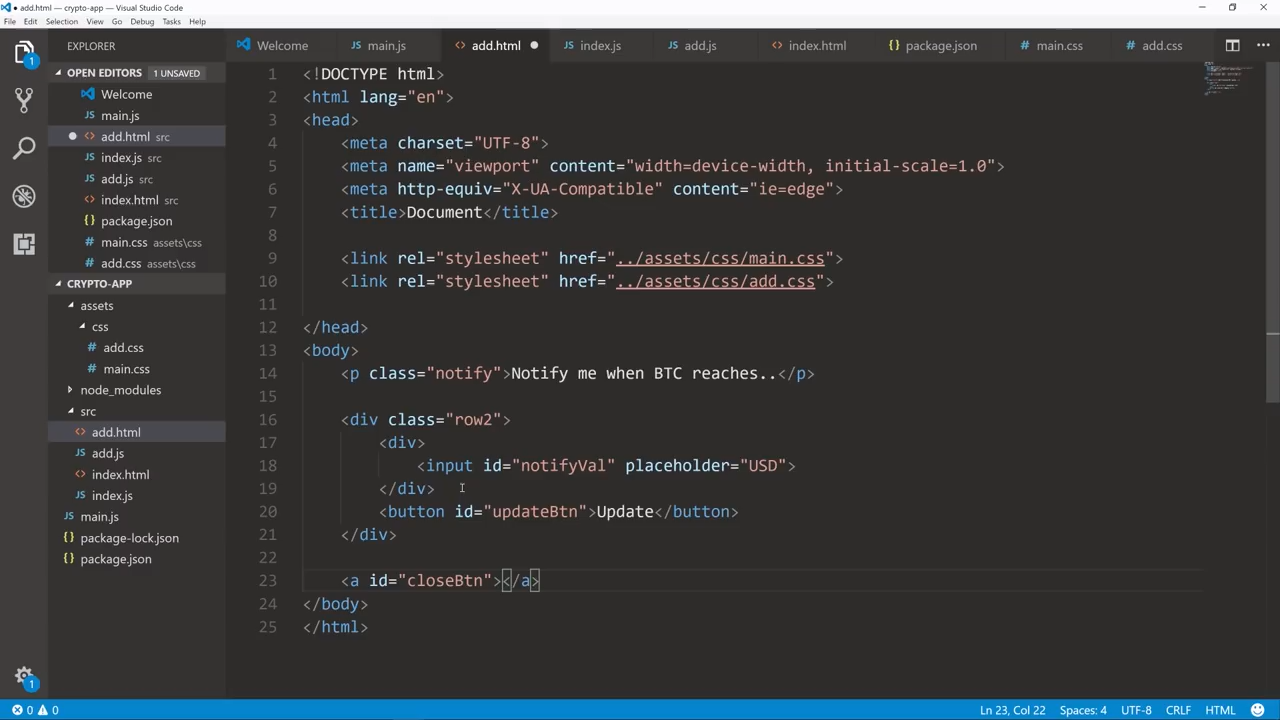 add.html - crypto-app - Visual Studio Code
File Edit Selection View Go Debug Tasks Help
EXPLORER
Welcome
main.js
add.html
index.js
add.js
index.html
package.json
main.css
add.css
OPEN EDITORS 1 UNSAVED
Welcome
main.js
add.html src
index.js src
add.js src
index.html src
package.json
main.css assets\css
add.css assets\css
CRYPTO-APP
assets
css
add.css
main.css
node_modules
src
add.html
add.js
index.html
index.js
main.js
package-lock.json
package.json
1
1
1 <!DOCTYPE html>
2 <html lang="en">
3 <head>
4 <meta charset="UTF-8">
5 <meta name="viewport" content="width=device-width, initial-scale=1.0">
6 <meta http-equiv="X-UA-Compatible" content="ie=edge">
7 <title>Document</title>
8
9 <link rel="stylesheet" href="../assets/css/main.css">
10 <link rel="stylesheet" href="../assets/css/add.css">
11
12 </head>
13 <body>
14 <p class="notify">Notify me when BTC reaches..</p>
15
16 <div class="row2">
17 <div>
18 <input id="notifyVal" placeholder="USD">
19 </div>
20 <button id="updateBtn">Update</button>
21 </div>
22
23 <a id="closeBtn"></a>
24 </body>
25 </html>
0 0
Ln 23, Col 22 Spaces: 4 UTF-8 CRLF HTML